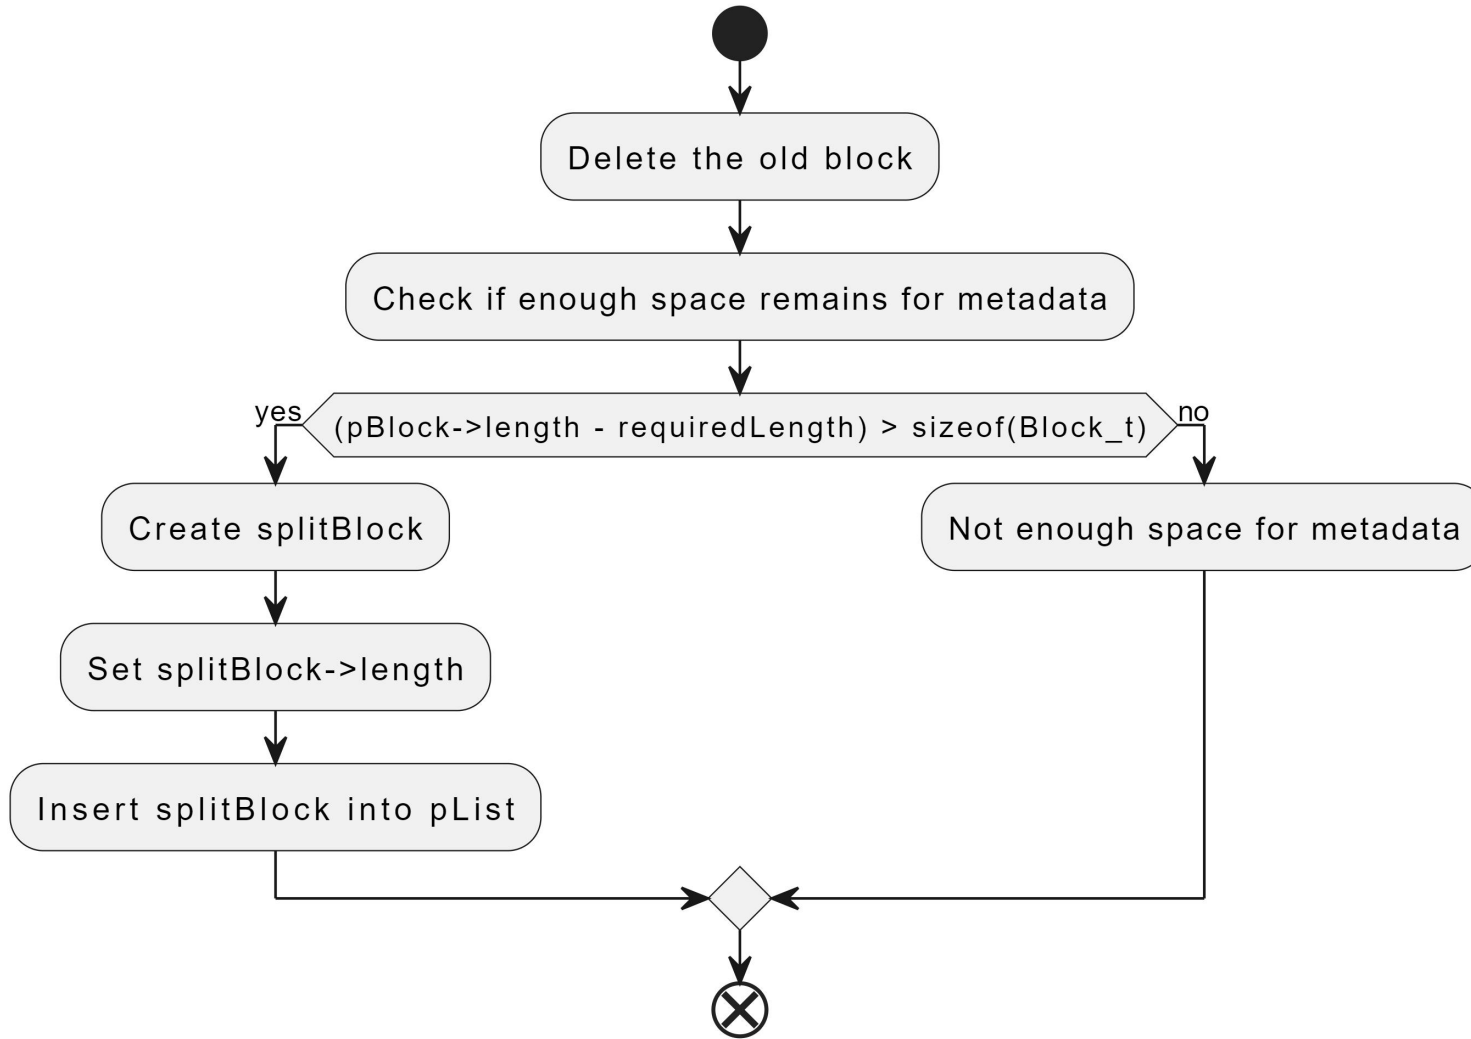 Delete the old block
Check if enough space remains for metadata
yes
(pBlock->length - requiredLength) > sizeof(Block_t)
no
Create splitBlock
Not enough space for metadata
Set splitBlock->length
Insert splitBlock into pList